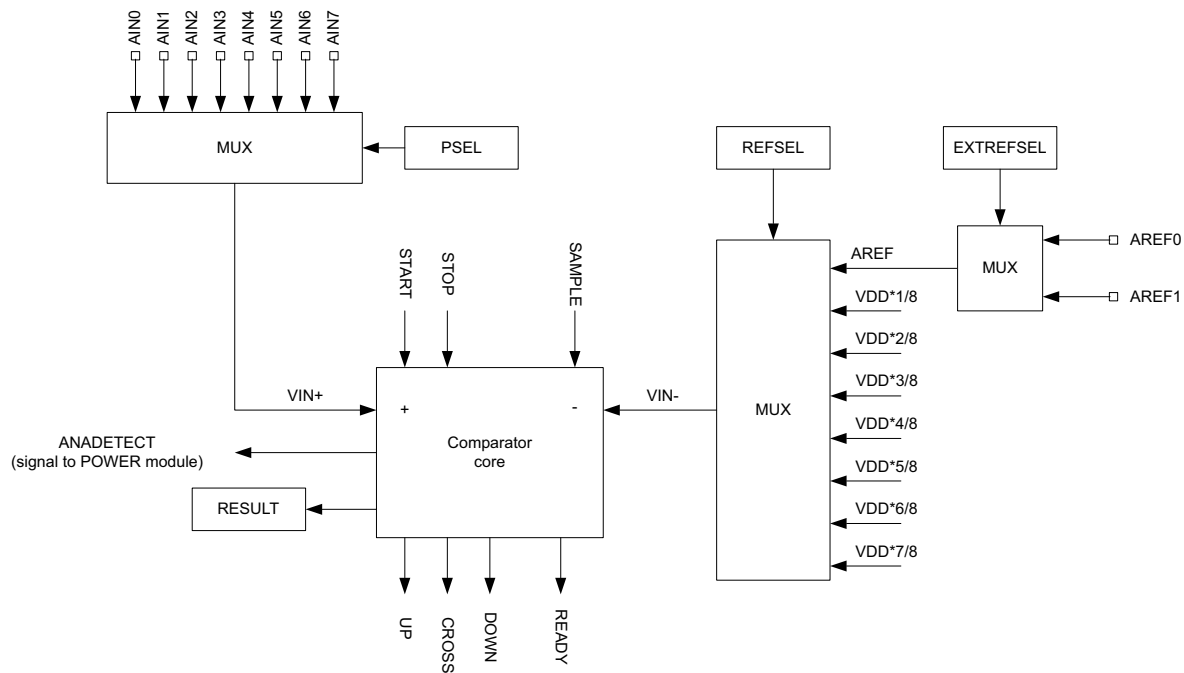 AIN0
AIN1
AIN2
AIN3
AIN4
AIN5
AIN6
AIN7
MUX
PSEL
REFSEL
EXTREFSEL
START
STOP
SAMPLE
AREF
MUX
AREF0
AREF1
VDD*1/8
VDD*2/8
VDD*3/8
VDD*4/8
VDD*5/8
VDD*6/8
VDD*7/8
MUX
VIN+
+
-
VIN-
Comparator
core
ANADETECT
(signal to POWER module)
RESULT
UP
CROSS
DOWN
READY